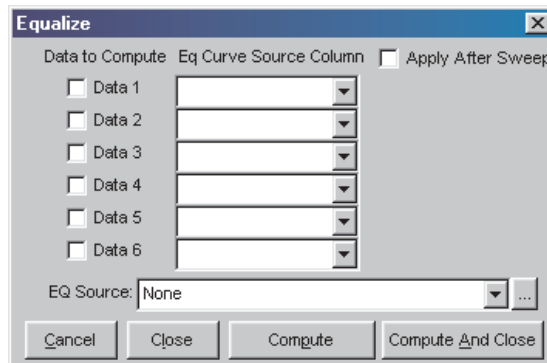 Equalize
Data to Compute Eq Curve Source Column Apply After Sweep
Data 1
Data 2
Data 3
Data 4
Data 5
Data 6
EQ Source: None ...
Cancel Close Compute Compute And Close